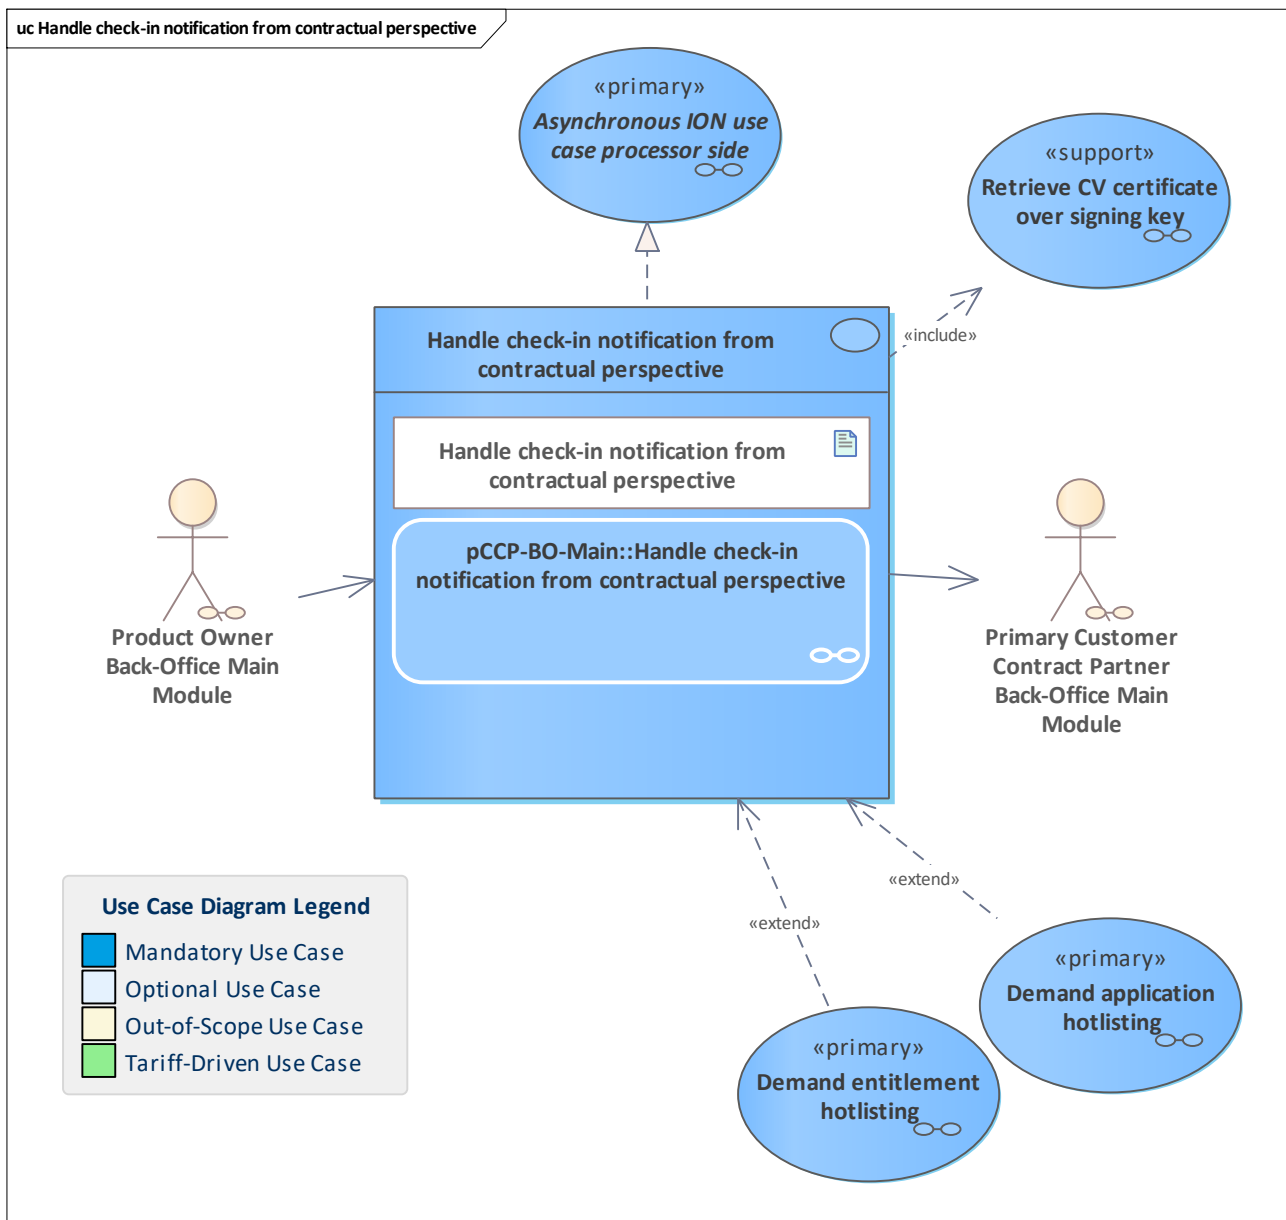 uc Handle check-in notification from contractual perspective
«primary»
Asynchronous ION use
case processor side
«support»
Retrieve CV certificate
over signing key
«include»
Handle check-in notification from
contractual perspective
Handle check-in notification from
contractual perspective
pCCP-BO-Main::Handle check-in
notification from contractual perspective
Product Owner
Back-Office Main
Module
Primary Customer
Contract Partner
Back-Office Main
Module
«extend»
«extend»
«primary»
Demand application
hotlisting
«primary»
Demand entitlement
hotlisting
Use Case Diagram Legend
Mandatory Use Case
Optional Use Case
Out-of-Scope Use Case
Tariff-Driven Use Case